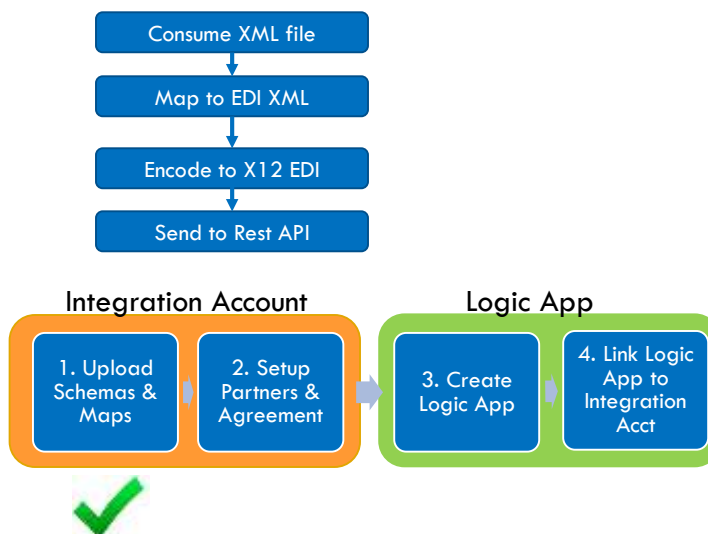 Consume XML file
Map to EDI XML
Encode to X12 EDI
Send to Rest API
Integration Account
Logic App
1. Upload
Schemas &
Maps
2. Setup
Partners &
Agreement
3. Create
Logic App
4. Link Logic
App to
Integration
Acct